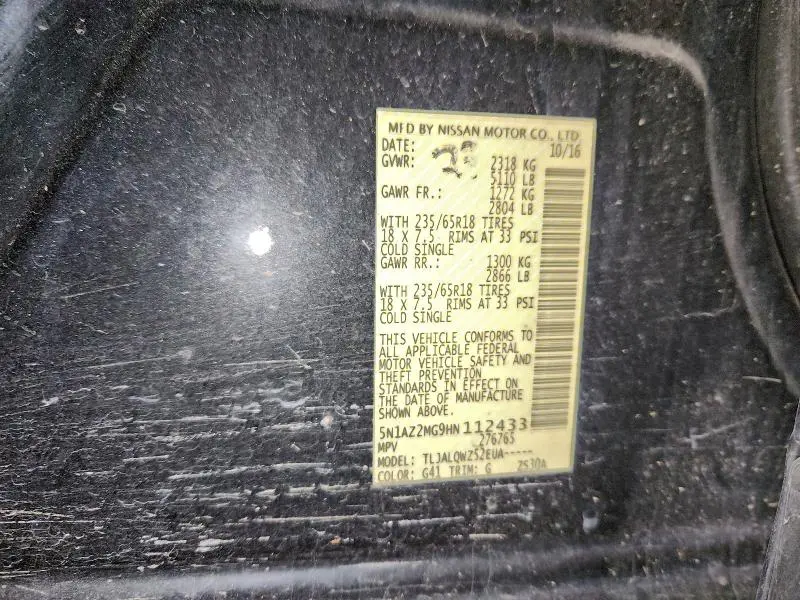 MFD BY NISSAN MOTOR CO., LTD
DATE: 10/16
GVWR: 2318 KG
5110 LB
GAWR FR.: 1272 KG
2804 LB
WITH 235/65R18 TIRES
18 X 7.5 RIMS AT 33 PSI
COLD SINGLE
GAWR RR.: 1300 KG
2866 LB
WITH 235/65R18 TIRES
18 X 7.5 RIMS AT 33 PSI
COLD SINGLE
THIS VEHICLE CONFORMS TO
ALL APPLICABLE FEDERAL
MOTOR VEHICLE SAFETY AND
THEFT PREVENTION
STANDARDS IN EFFECT ON
THE DATE OF MANUFACTURE
SHOWN ABOVE.
5N1AZ2MG9HN112433
MPV 27676S
MODEL: TLJALQWZ52EUA-----
COLOR: G41 TRIM: G Z530A